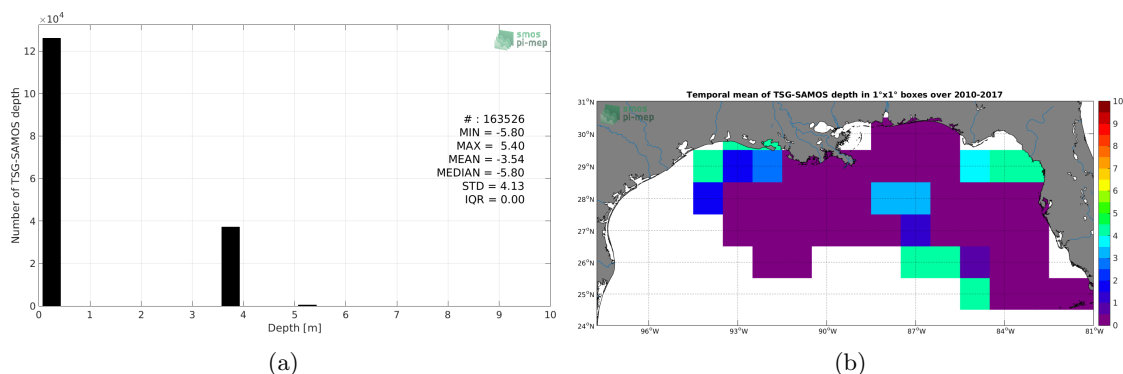 ×10⁴
smos
pi-mep
12
10
8
6
4
2
0
Number of TSG-SAMOS depth
# : 163526
MIN = -5.80
MAX = 5.40
MEAN = -3.54
MEDIAN = -5.80
STD = 4.13
IQR = 0.00
0 1 2 3 4 5 6 7 8 9 10
Depth [m]
(a)
Temporal mean of TSG-SAMOS depth in 1°x1° boxes over 2010-2017
smos
pi-mep
31°N
30°N
29°N
28°N
27°N
26°N
25°N
24°N
96°W 93°W 90°W 87°W 84°W 81°W
10
9
8
7
6
5
4
3
2
1
0
(b)